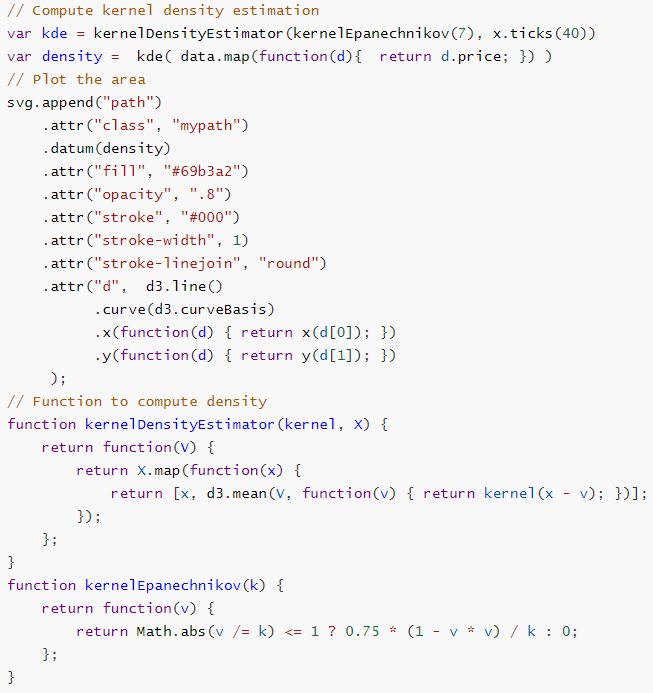 // Compute kernel density estimation
var kde = kernelDensityEstimator(kernelEpanechnikov(7), x.ticks(40))
var density =  kde( data.map(function(d){  return d.price; }) )
// Plot the area
svg.append("path")
    .attr("class", "mypath")
    .datum(density)
    .attr("fill", "#69b3a2")
    .attr("opacity", ".8")
    .attr("stroke", "#000")
    .attr("stroke-width", 1)
    .attr("stroke-linejoin", "round")
    .attr("d",  d3.line()
          .curve(d3.curveBasis)
          .x(function(d) { return x(d[0]); })
          .y(function(d) { return y(d[1]); })
     );
// Function to compute density
function kernelDensityEstimator(kernel, X) {
    return function(V) {
        return X.map(function(x) {
            return [x, d3.mean(V, function(v) { return kernel(x - v); })];
        });
    };
}
function kernelEpanechnikov(k) {
    return function(v) {
        return Math.abs(v /= k) <= 1 ? 0.75 * (1 - v * v) / k : 0;
    };
}